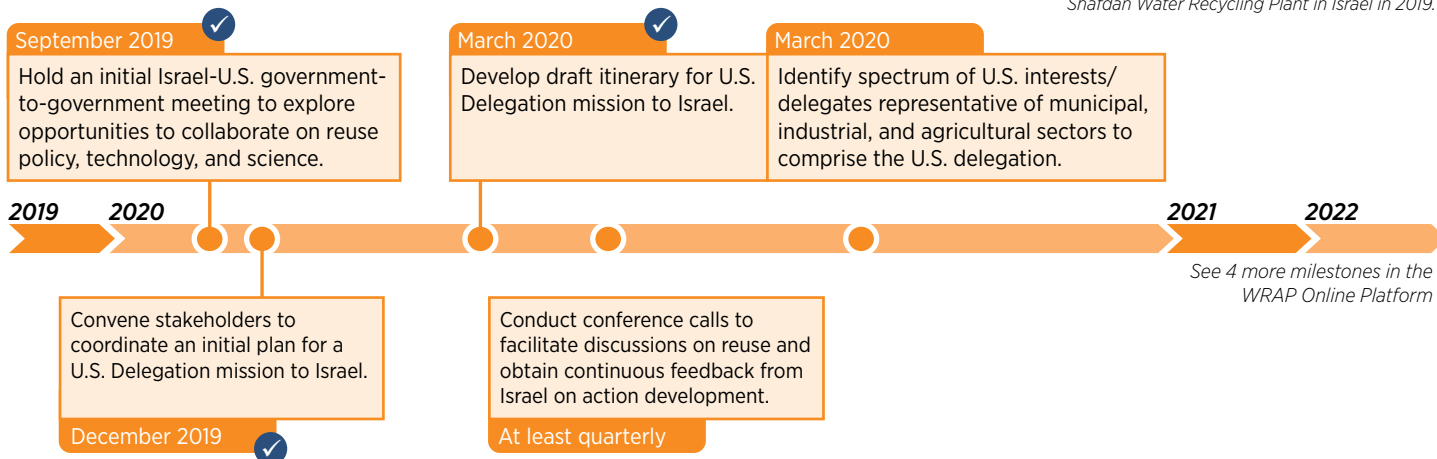 Shafdan Water Recycling Plant in Israel in 2019.
September 2019
Hold an initial Israel-U.S. government-
to-government meeting to explore
opportunities to collaborate on reuse
policy, technology, and science.
March 2020
Develop draft itinerary for U.S.
Delegation mission to Israel.
March 2020
Identify spectrum of U.S. interests/
delegates representative of municipal,
industrial, and agricultural sectors to
comprise the U.S. delegation.
2019
2020
2021
2022
See 4 more milestones in the
WRAP Online Platform
Convene stakeholders to
coordinate an initial plan for a
U.S. Delegation mission to Israel.
December 2019
Conduct conference calls to
facilitate discussions on reuse and
obtain continuous feedback from
Israel on action development.
At least quarterly